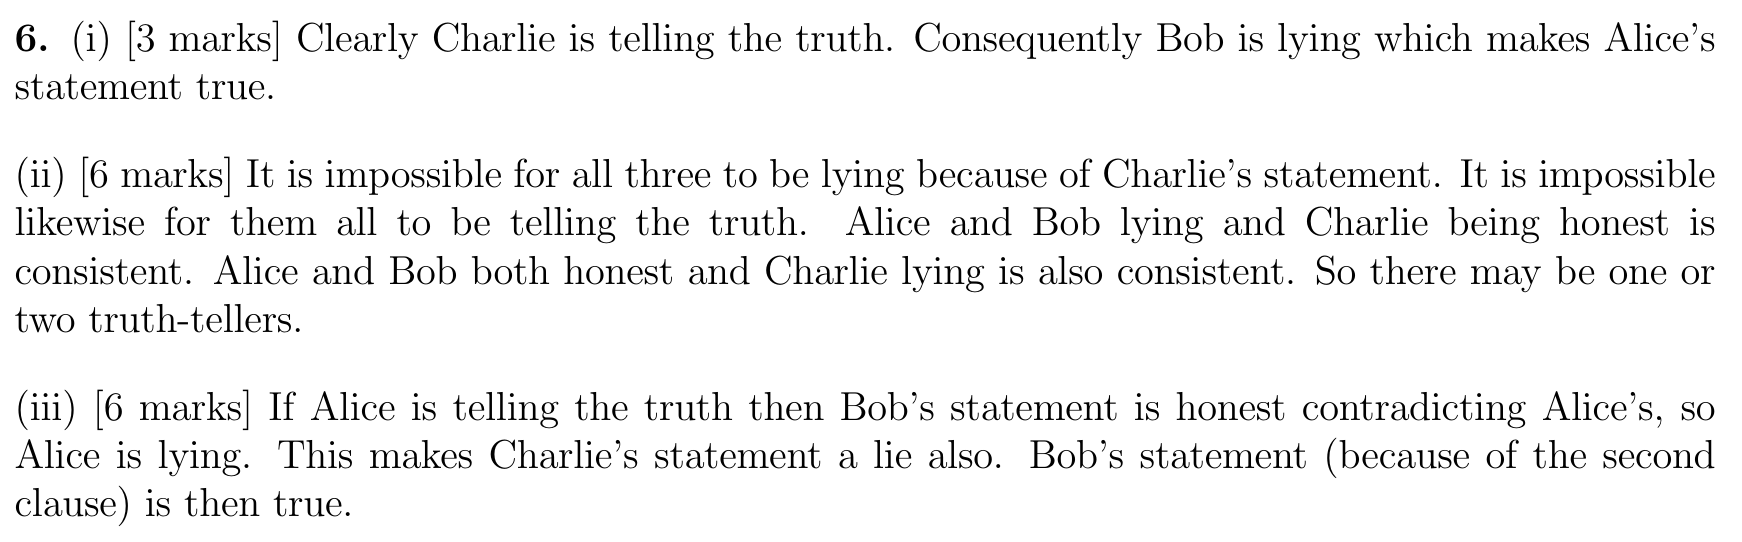 6. (i) [3 marks] Clearly Charlie is telling the truth. Consequently Bob is lying which makes Alice's
statement true.
(ii) [6 marks] It is impossible for all three to be lying because of Charlie's statement. It is impossible
likewise for them all to be telling the truth. Alice and Bob lying and Charlie being honest is
consistent. Alice and Bob both honest and Charlie lying is also consistent. So there may be one or
two truth-tellers.
(iii) [6 marks] If Alice is telling the truth then Bob's statement is honest contradicting Alice's, so
Alice is lying. This makes Charlie's statement a lie also. Bob's statement (because of the second
clause) is then true.